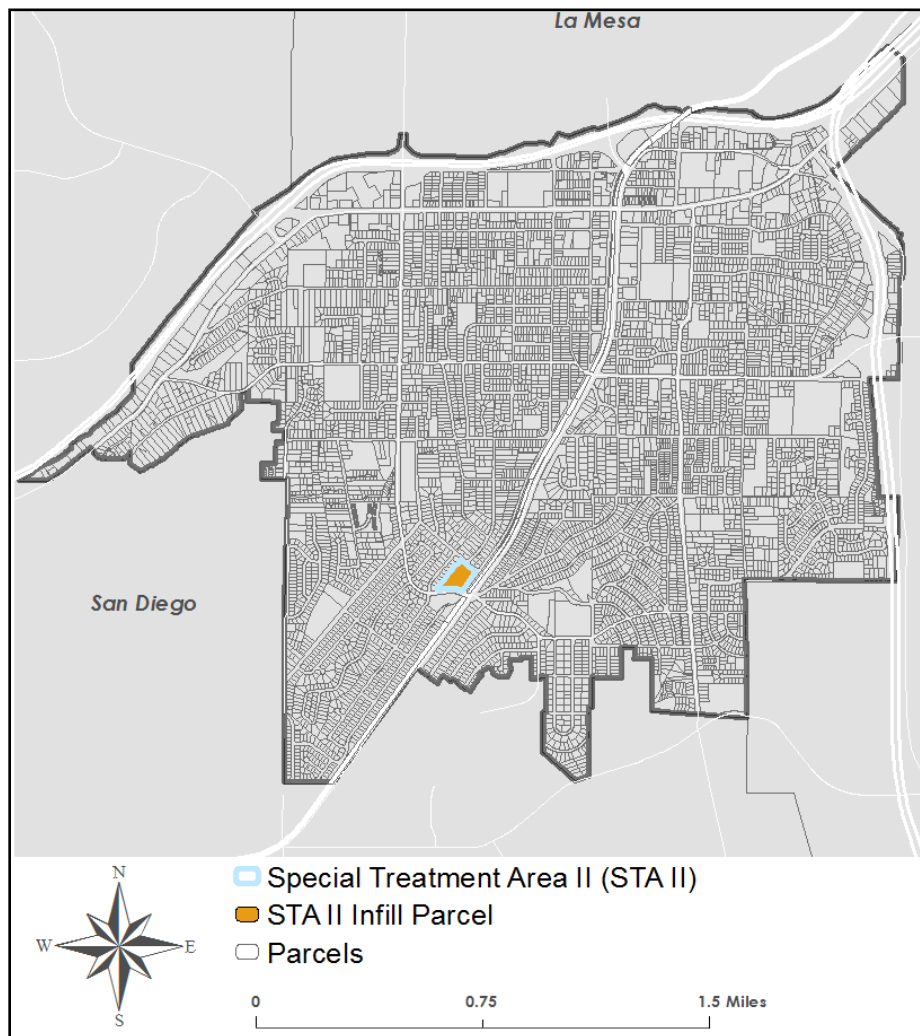 La Mesa
San Diego
N
W E
S
Special Treatment Area II (STA II)
STA II Infill Parcel
Parcels
0 0.75 1.5 Miles